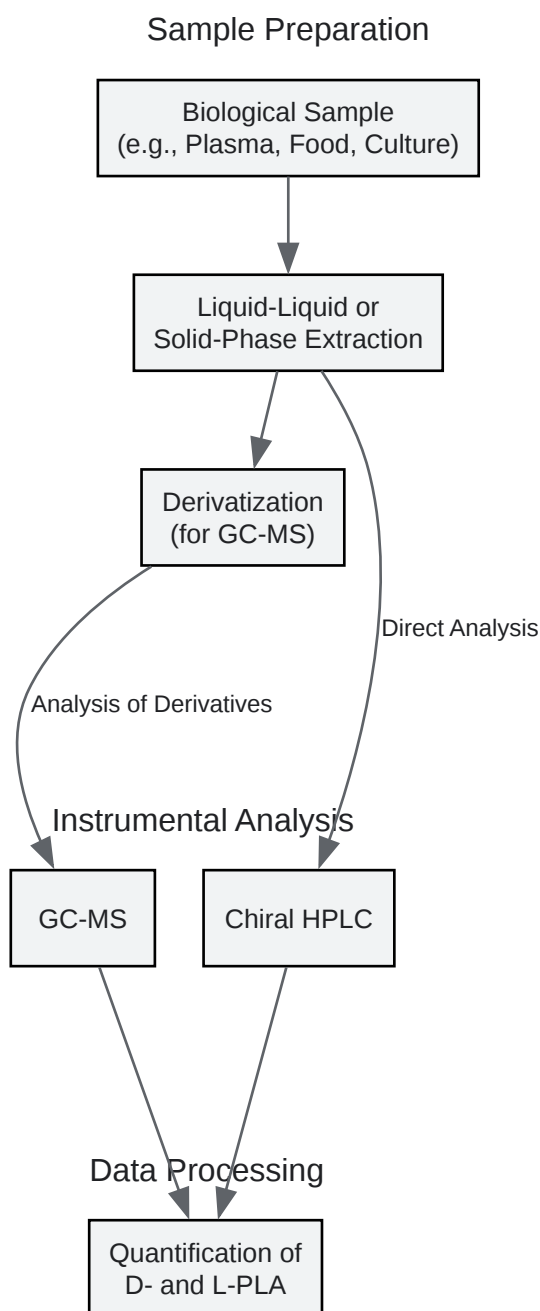 Sample Preparation
Biological Sample
(e.g., Plasma, Food, Culture)
Liquid-Liquid or
Solid-Phase Extraction
Derivatization
(for GC-MS)
Direct Analysis
Analysis of Derivatives
Instrumental Analysis
GC-MS
Chiral HPLC
Data Processing
Quantification of
D- and L-PLA